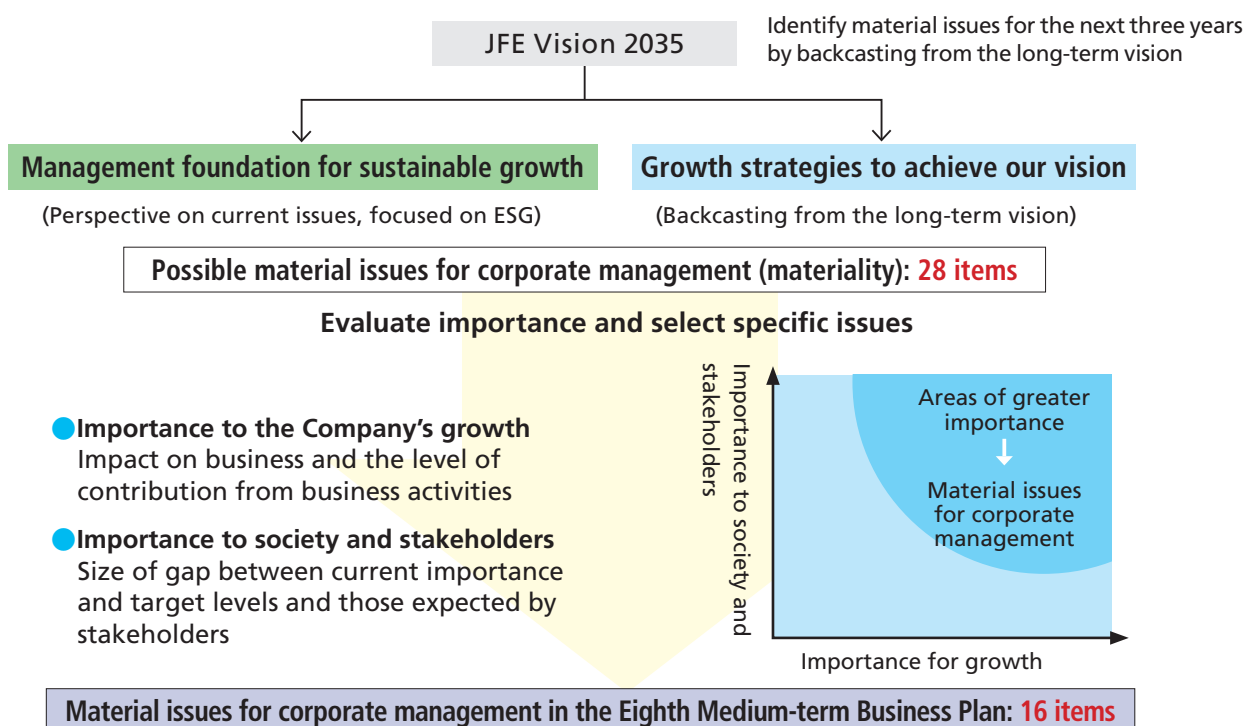 JFE Vision 2035
Identify material issues for the next three years
by backcasting from the long-term vision
Management foundation for sustainable growth
(Perspective on current issues, focused on ESG)
Growth strategies to achieve our vision
(Backcasting from the long-term vision)
Possible material issues for corporate management (materiality): 28 items
Evaluate importance and select specific issues
●Importance to the Company's growth
Impact on business and the level of
contribution from business activities
●Importance to society and stakeholders
Size of gap between current importance
and target levels and those expected by
stakeholders
Importance to society and
stakeholders
Areas of greater
importance
Material issues
for corporate
management
Importance for growth
Material issues for corporate management in the Eighth Medium-term Business Plan: 16 items